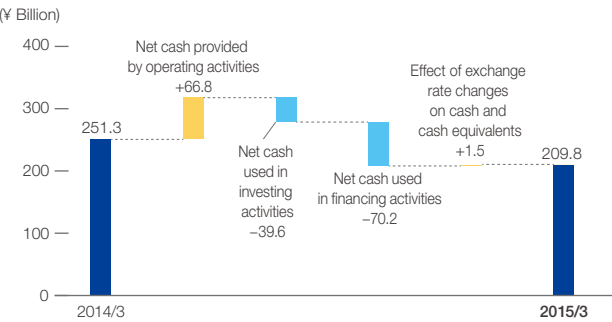 (¥ Billion)
400
300
200
100
0
251.3
Net cash provided
by operating activities
+66.8
Net cash
used in
investing
activities
−39.6
Net cash used
in financing activities
−70.2
Effect of exchange
rate changes
on cash and
cash equivalents
+1.5
209.8
2014/3
2015/3